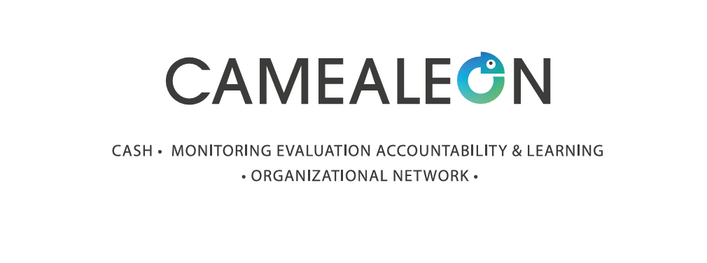 CAMEALEON
CASH • MONITORING EVALUATION ACCOUNTABILITY & LEARNING
• ORGANIZATIONAL NETWORK •